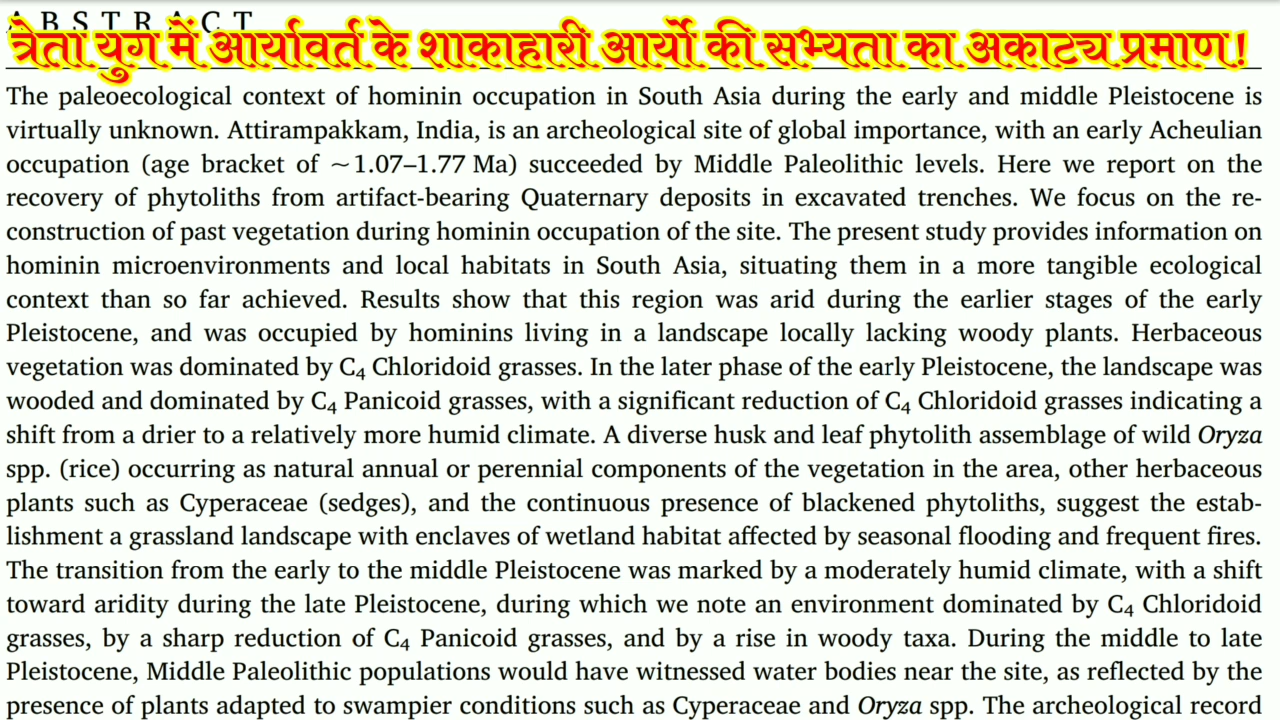 ABSTRACT
त्रेता युग में आर्यावर्त के शाकाहारी आर्यो की सभ्यता का अकाट्य प्रमाण!
The paleoecological context of hominin occupation in South Asia during the early and middle Pleistocene is
virtually unknown. Attirampakkam, India, is an archeological site of global importance, with an early Acheulian
occupation (age bracket of ~1.07–1.77 Ma) succeeded by Middle Paleolithic levels. Here we report on the
recovery of phytoliths from artifact-bearing Quaternary deposits in excavated trenches. We focus on the re-
construction of past vegetation during hominin occupation of the site. The present study provides information on
hominin microenvironments and local habitats in South Asia, situating them in a more tangible ecological
context than so far achieved. Results show that this region was arid during the earlier stages of the early
Pleistocene, and was occupied by hominins living in a landscape locally lacking woody plants. Herbaceous
vegetation was dominated by C₄ Chloridoid grasses. In the later phase of the early Pleistocene, the landscape was
wooded and dominated by C₄ Panicoid grasses, with a significant reduction of C₄ Chloridoid grasses indicating a
shift from a drier to a relatively more humid climate. A diverse husk and leaf phytolith assemblage of wild Oryza
spp. (rice) occurring as natural annual or perennial components of the vegetation in the area, other herbaceous
plants such as Cyperaceae (sedges), and the continuous presence of blackened phytoliths, suggest the estab-
lishment a grassland landscape with enclaves of wetland habitat affected by seasonal flooding and frequent fires.
The transition from the early to the middle Pleistocene was marked by a moderately humid climate, with a shift
toward aridity during the late Pleistocene, during which we note an environment dominated by C₄ Chloridoid
grasses, by a sharp reduction of C₄ Panicoid grasses, and by a rise in woody taxa. During the middle to late
Pleistocene, Middle Paleolithic populations would have witnessed water bodies near the site, as reflected by the
presence of plants adapted to swampier conditions such as Cyperaceae and Oryza spp. The archeological record